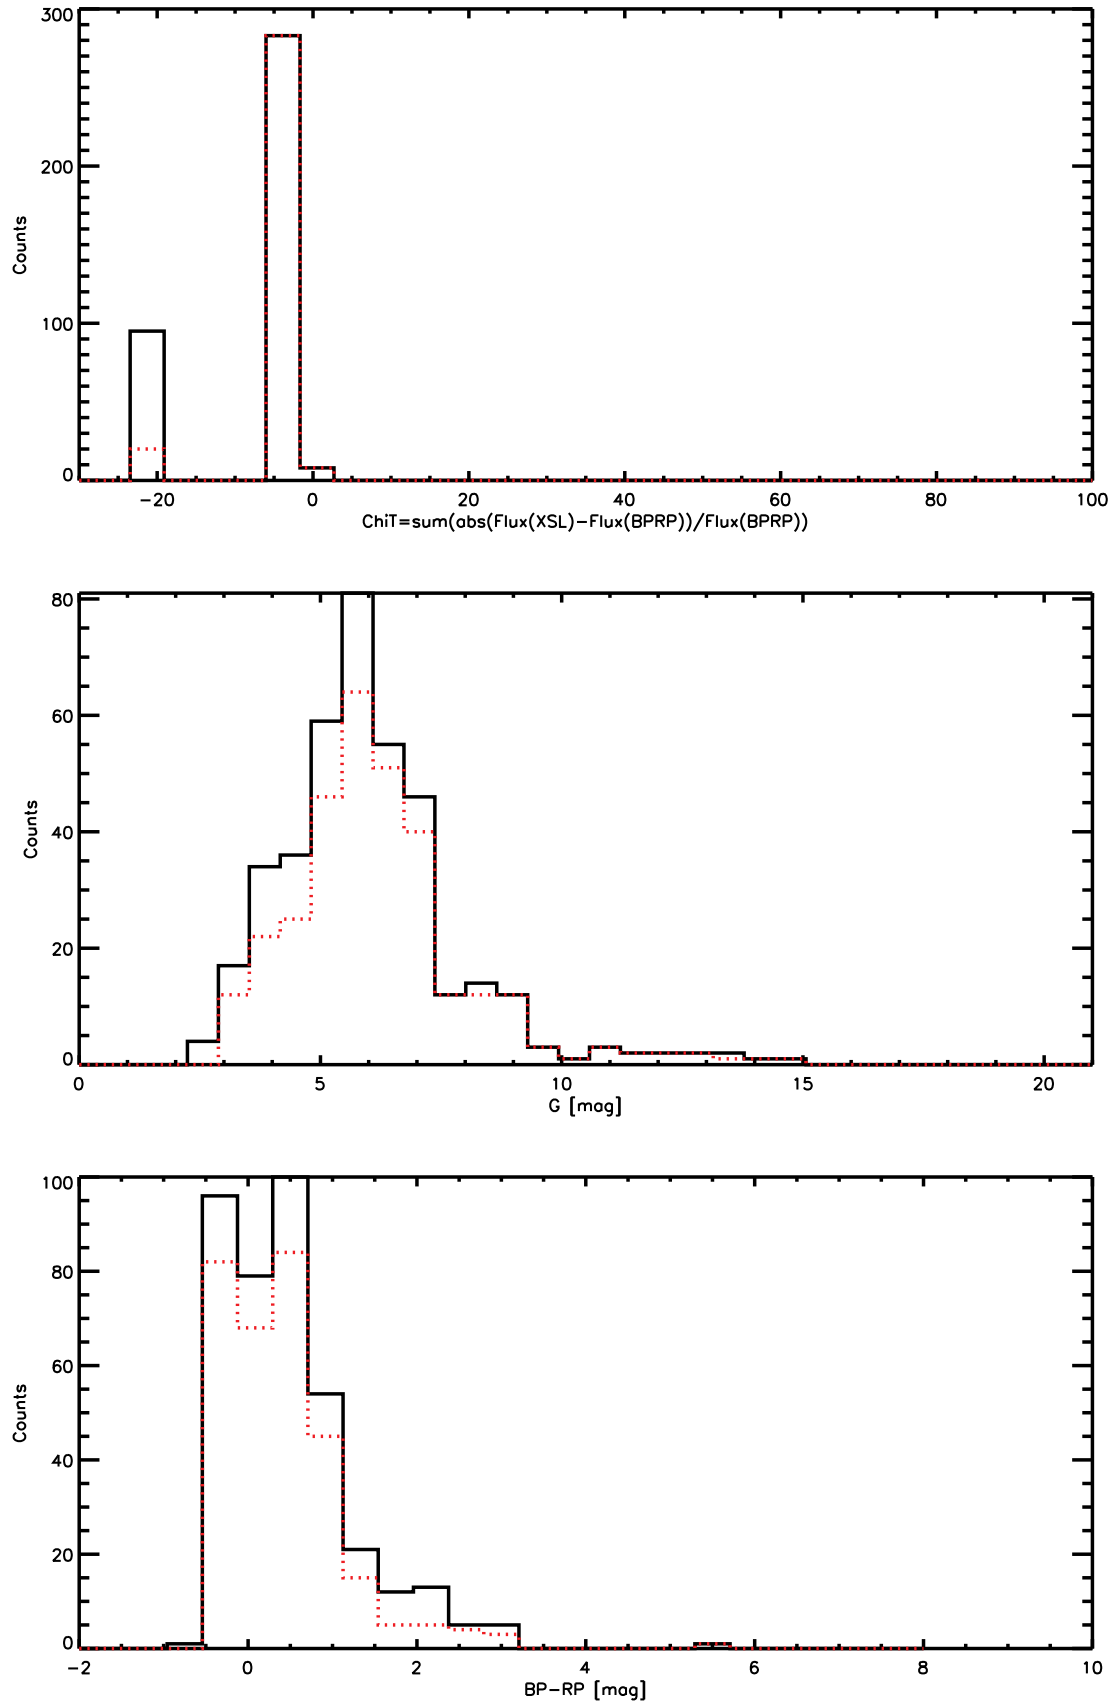 300
200
100
0
Counts
-20 0 20 40 60 80 100
ChiT=sum(abs(Flux(XSL)-Flux(BPRP))/Flux(BPRP))
80
60
40
20
0
Counts
0 5 10 15 20
G [mag]
100
80
60
40
20
0
Counts
-2 0 2 4 6 8 10
BP-RP [mag]